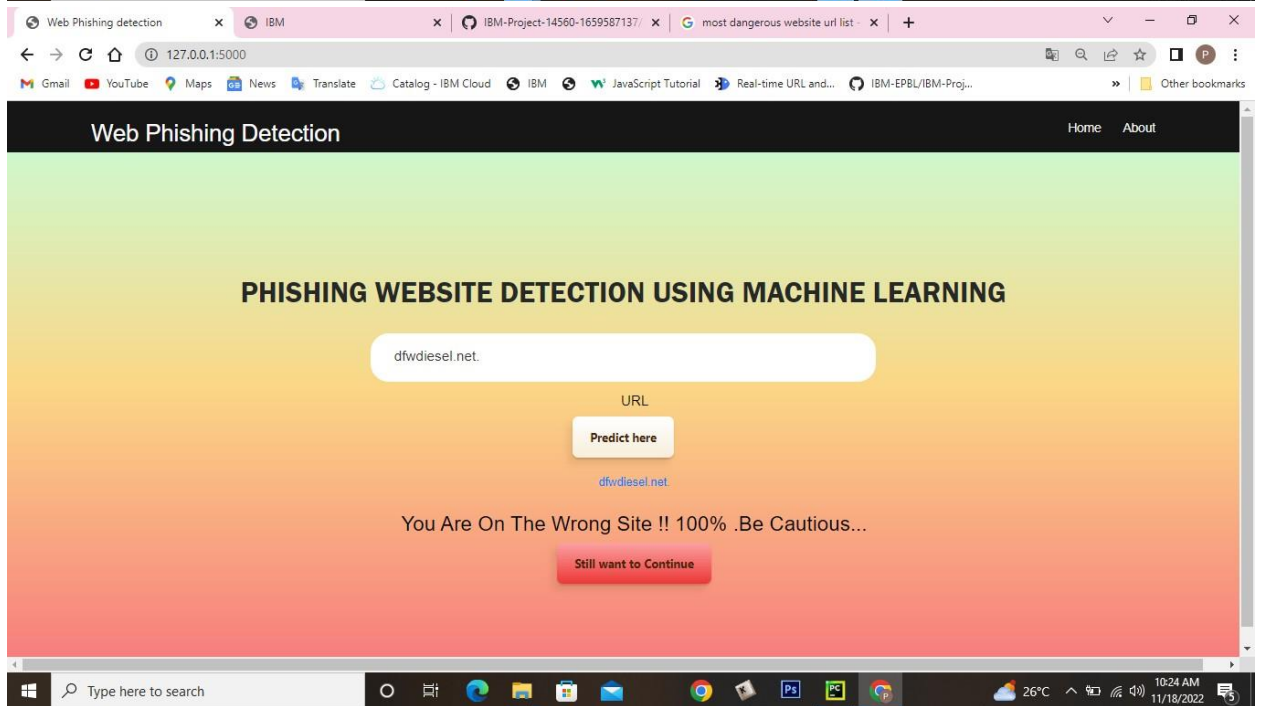 Web Phishing detection
IBM
IBM-Project-14560-1659587137/
most dangerous website url list -
127.0.0.1:5000
P
Gmail
YouTube
Maps
News
Translate
Catalog - IBM Cloud
IBM
JavaScript Tutorial
Real-time URL and...
IBM-EPBL/IBM-Proj...
»
Other bookmarks
Web Phishing Detection
Home About
PHISHING WEBSITE DETECTION USING MACHINE LEARNING
dfwdiesel.net.
URL
Predict here
dfwdiesel.net.
You Are On The Wrong Site !! 100% .Be Cautious...
Still want to Continue
Type here to search
Ps
PC
P
26°C
10:24 AM
11/18/2022
5